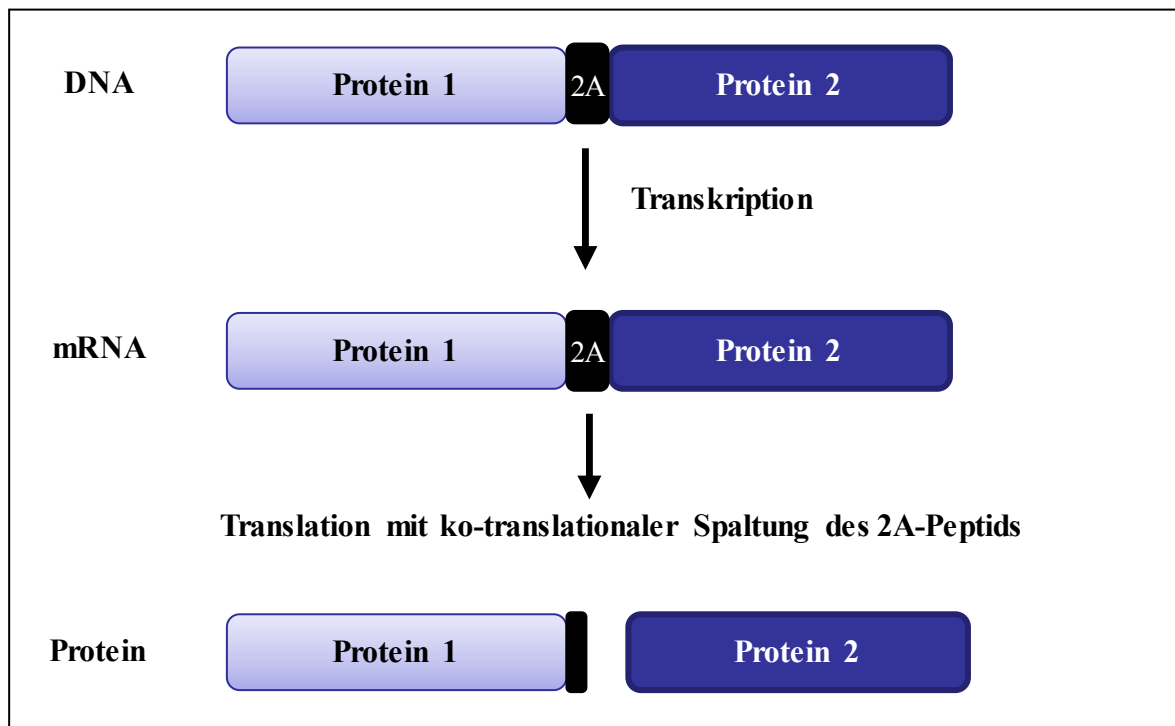 DNA
Protein 1 2A Protein 2
Transkription
mRNA
Protein 1 2A Protein 2
Translation mit ko-translationaler Spaltung des 2A-Peptids
Protein
Protein 1 Protein 2